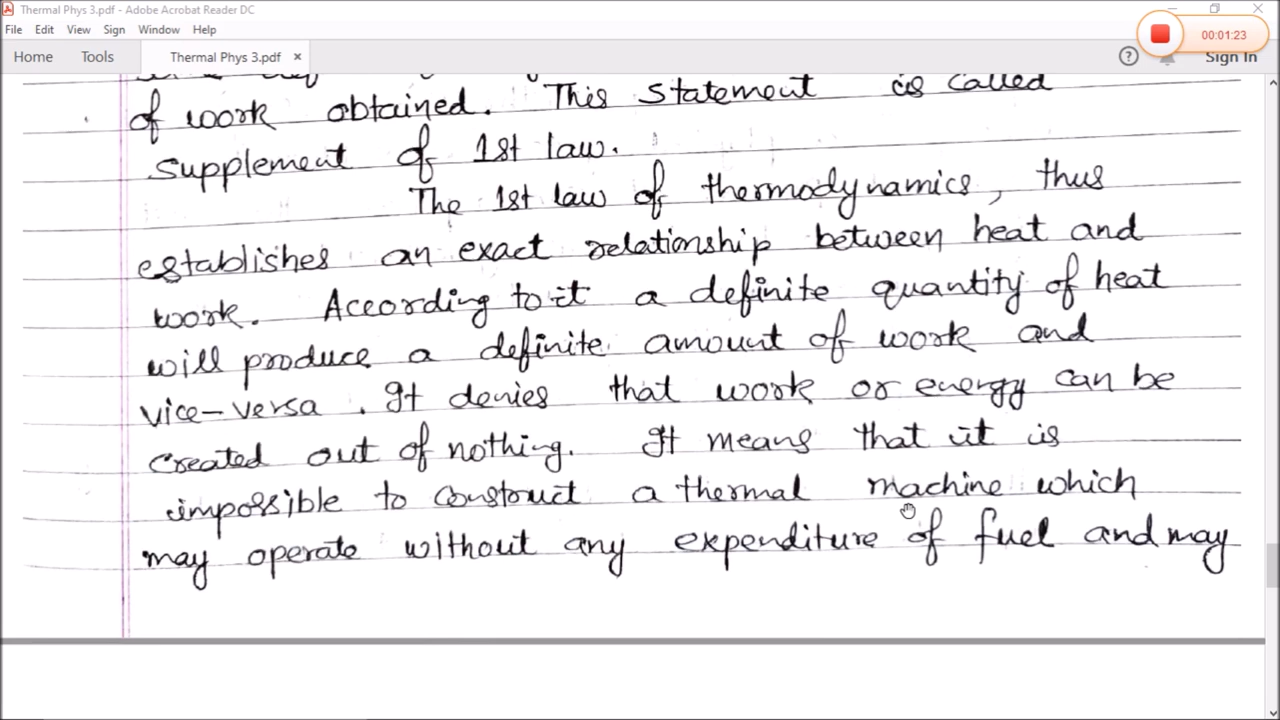 Thermal Phys 3.pdf - Adobe Acrobat Reader DC
File Edit View Sign Window Help
00:01:23
Home Tools Thermal Phys 3.pdf × Sign In
of work obtained. This statement is called
supplement of 1st law.
The 1st law of thermodynamics, thus
establishes an exact relationship between heat and
work. Aceording to it a definite quantity of heat
will produce a definite amount of work and
vice-versa. It denies that work or energy can be
created out of nothing. It means that it is
impossible to construct a thermal machine which
may operate without any expenditure of fuel and may